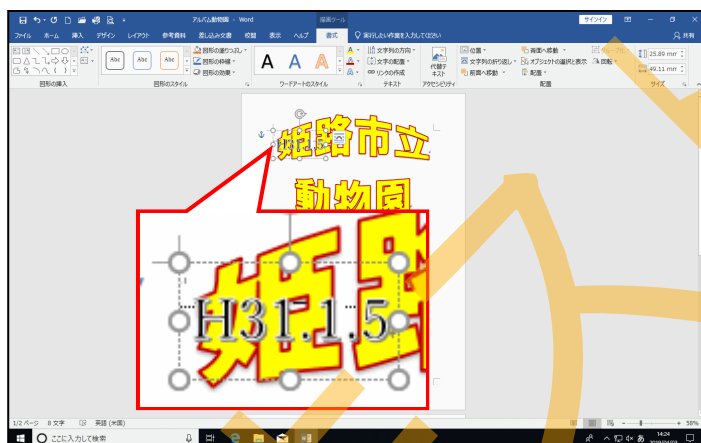 アルバム動物園 - Word
描画ツール
サインイン
ファイル ホーム 挿入 デザイン レイアウト 参考資料 差し込み文書 校閲 表示 ヘルプ 書式 実行したい作業を入力してください 共有
Abc Abc Abc
図形の塗りつぶし
図形の枠線
図形の効果
A A A
文字列の方向
文字の配置
リンクの作成
代替テキスト
位置
文字列の折り返し
前面へ移動
背面へ移動
オブジェクトの選択と表示
配置
回転
25.89 mm
49.11 mm
図形の挿入 図形のスタイル ワードアートのスタイル テキスト アクセシビリティ 配置 サイズ
姫路市立
H31.1.5
動物園
姫路
H31.1.5
1/2 ページ 8 文字 英語 (米国) 58%
ここに入力して検索
あ
14:24